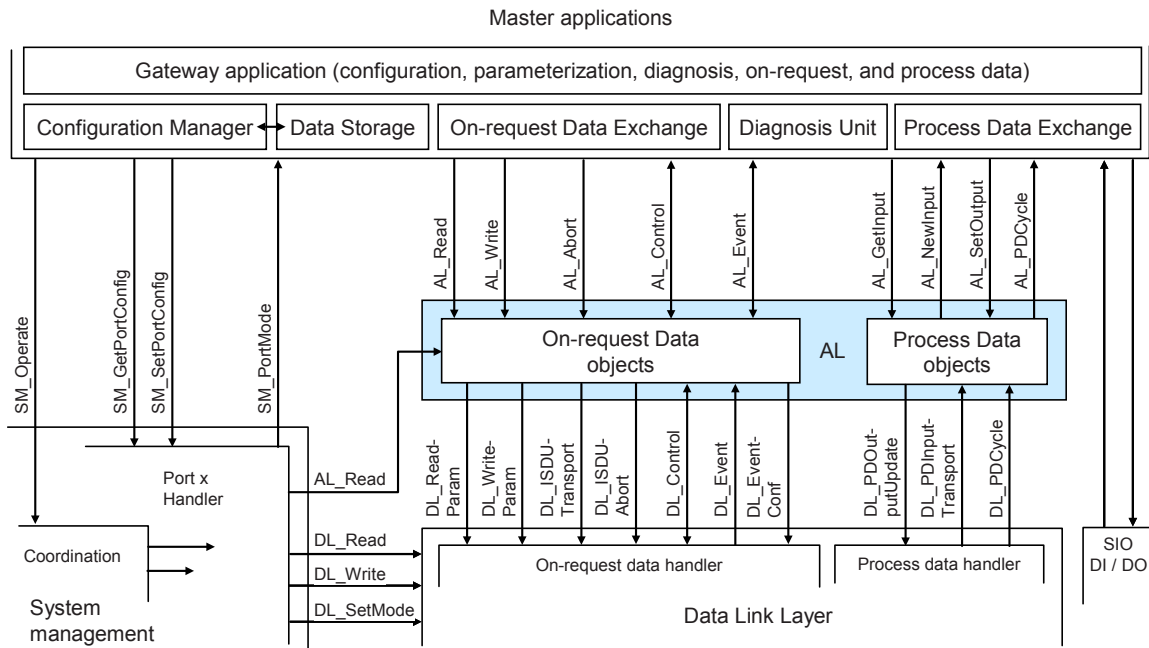 Master applications
Gateway application (configuration, parameterization, diagnosis, on-request, and process data)
Configuration Manager
Data Storage
On-request Data Exchange
Diagnosis Unit
Process Data Exchange
SM_Operate
SM_GetPortConfig
SM_SetPortConfig
SM_PortMode
AL_Read
AL_Write
AL_Abort
AL_Control
AL_Event
AL_GetInput
AL_NewInput
AL_SetOutput
AL_PDCycle
On-request Data
objects
AL
Process Data
objects
Port x
Handler
AL_Read
DL_Read-
Param
DL_Write-
Param
DL_ISDU-
Transport
DL_ISDU-
Abort
DL_Control
DL_Event
DL_Event-
Conf
DL_PDOut-
putUpdate
DL_PDInput-
Transport
DL_PDCycle
Coordination
DL_Read
DL_Write
DL_SetMode
On-request data handler
Process data handler
SIO
DI / DO
System
management
Data Link Layer